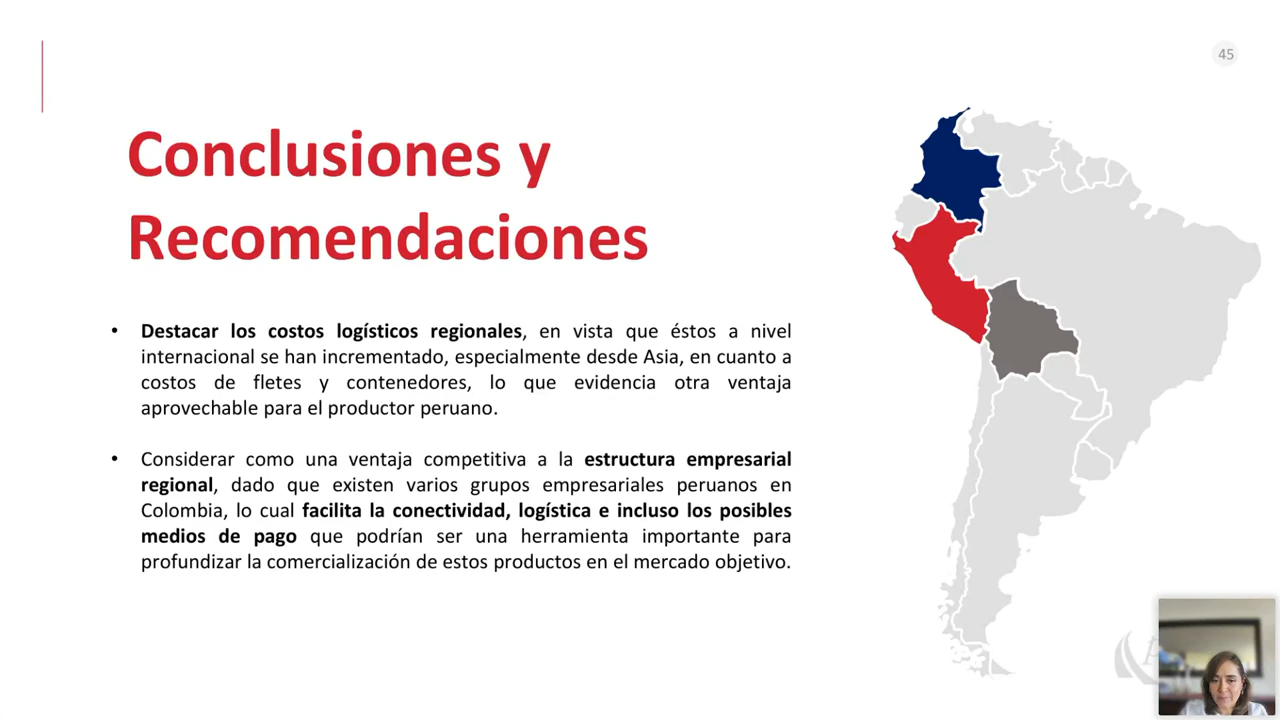 45
Conclusiones y
Recomendaciones
• Destacar los costos logísticos regionales, en vista que éstos a nivel
internacional se han incrementado, especialmente desde Asia, en cuanto a
costos de fletes y contenedores, lo que evidencia otra ventaja
aprovechable para el productor peruano.
• Considerar como una ventaja competitiva a la estructura empresarial
regional, dado que existen varios grupos empresariales peruanos en
Colombia, lo cual facilita la conectividad, logística e incluso los posibles
medios de pago que podrían ser una herramienta importante para
profundizar la comercialización de estos productos en el mercado objetivo.